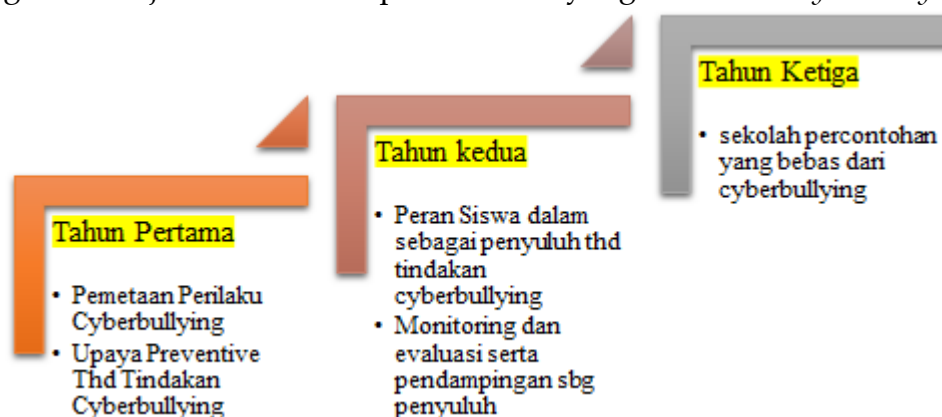 Tahun Pertama
• Pemetaan Perilaku
Cyberbullying
• Upaya Preventive
Thd Tindakan
Cyberbullying
Tahun kedua
• Peran Siswa dalam
sebagai penyuluh thd
tindakan
cyberbullying
• Monitoring dan
evaluasi serta
pendampingan sbg
penyuluh
Tahun Ketiga
• sekolah percontohan
yang bebas dari
cyberbullying